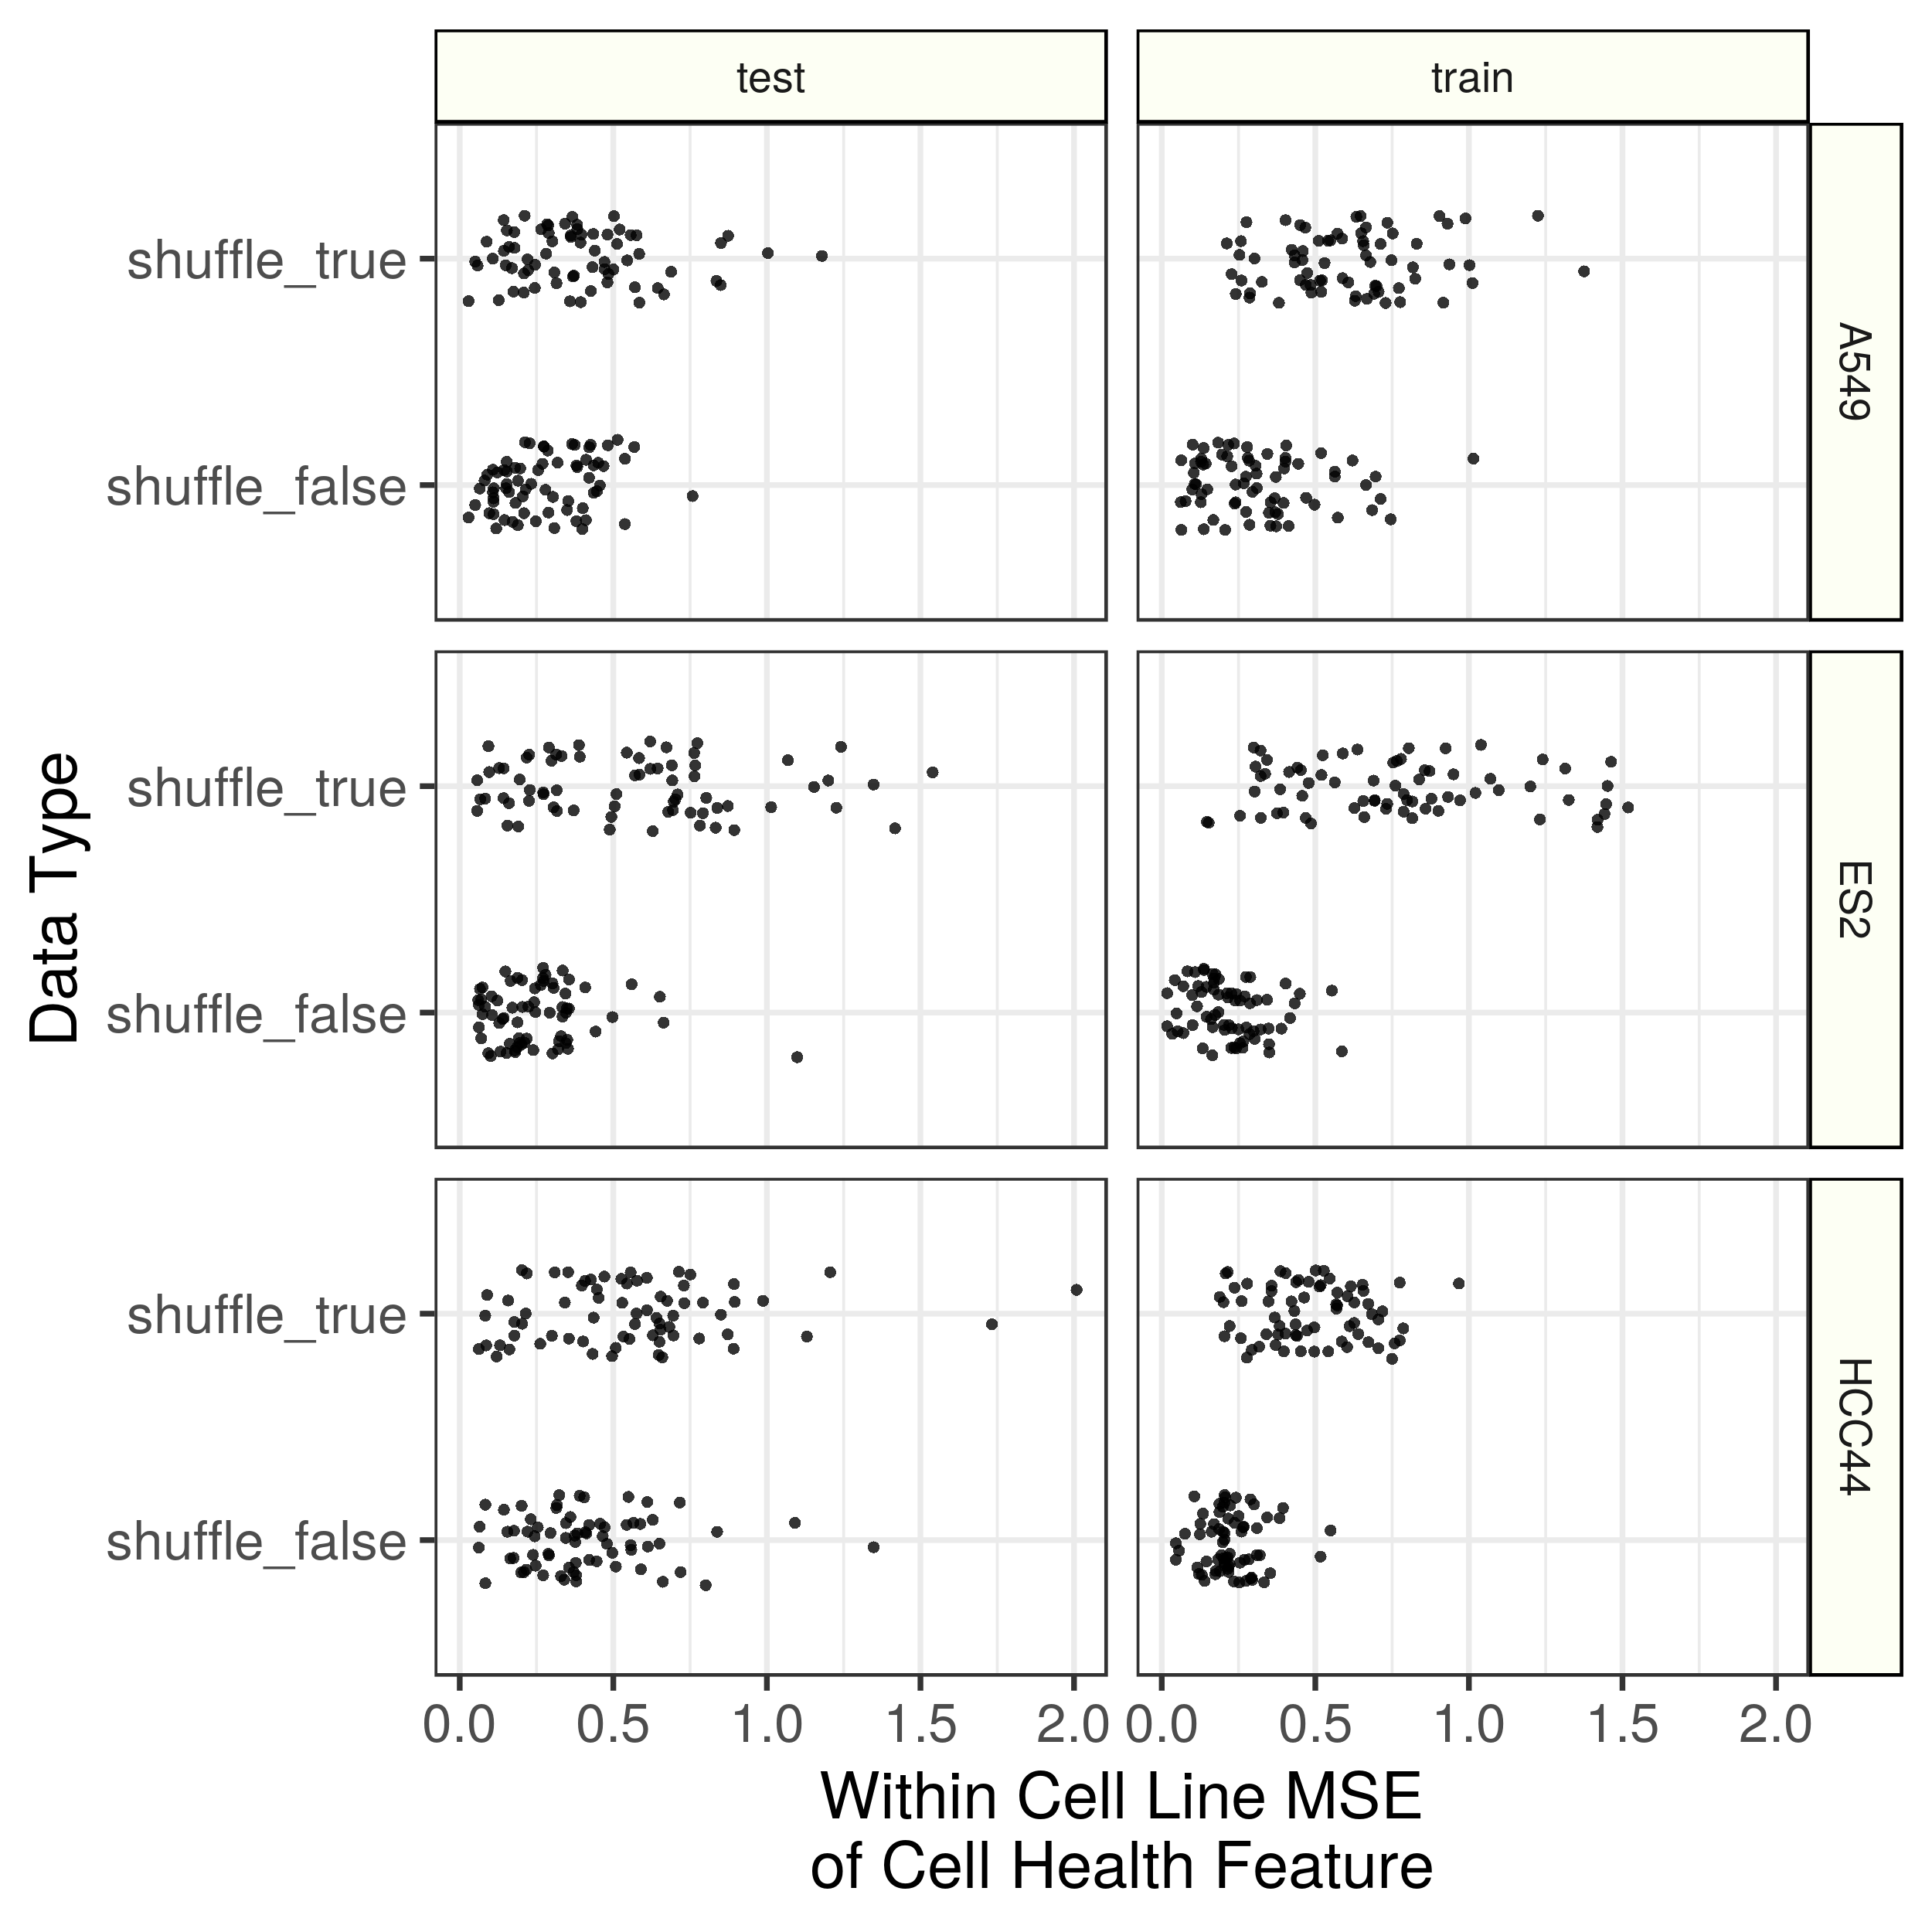 test
train
shuffle_true
shuffle_false
A549
Data Type
shuffle_true
shuffle_false
ES2
shuffle_true
shuffle_false
HCC44
0.0 0.5 1.0 1.5 2.0 0.0 0.5 1.0 1.5 2.0
Within Cell Line MSE
of Cell Health Feature